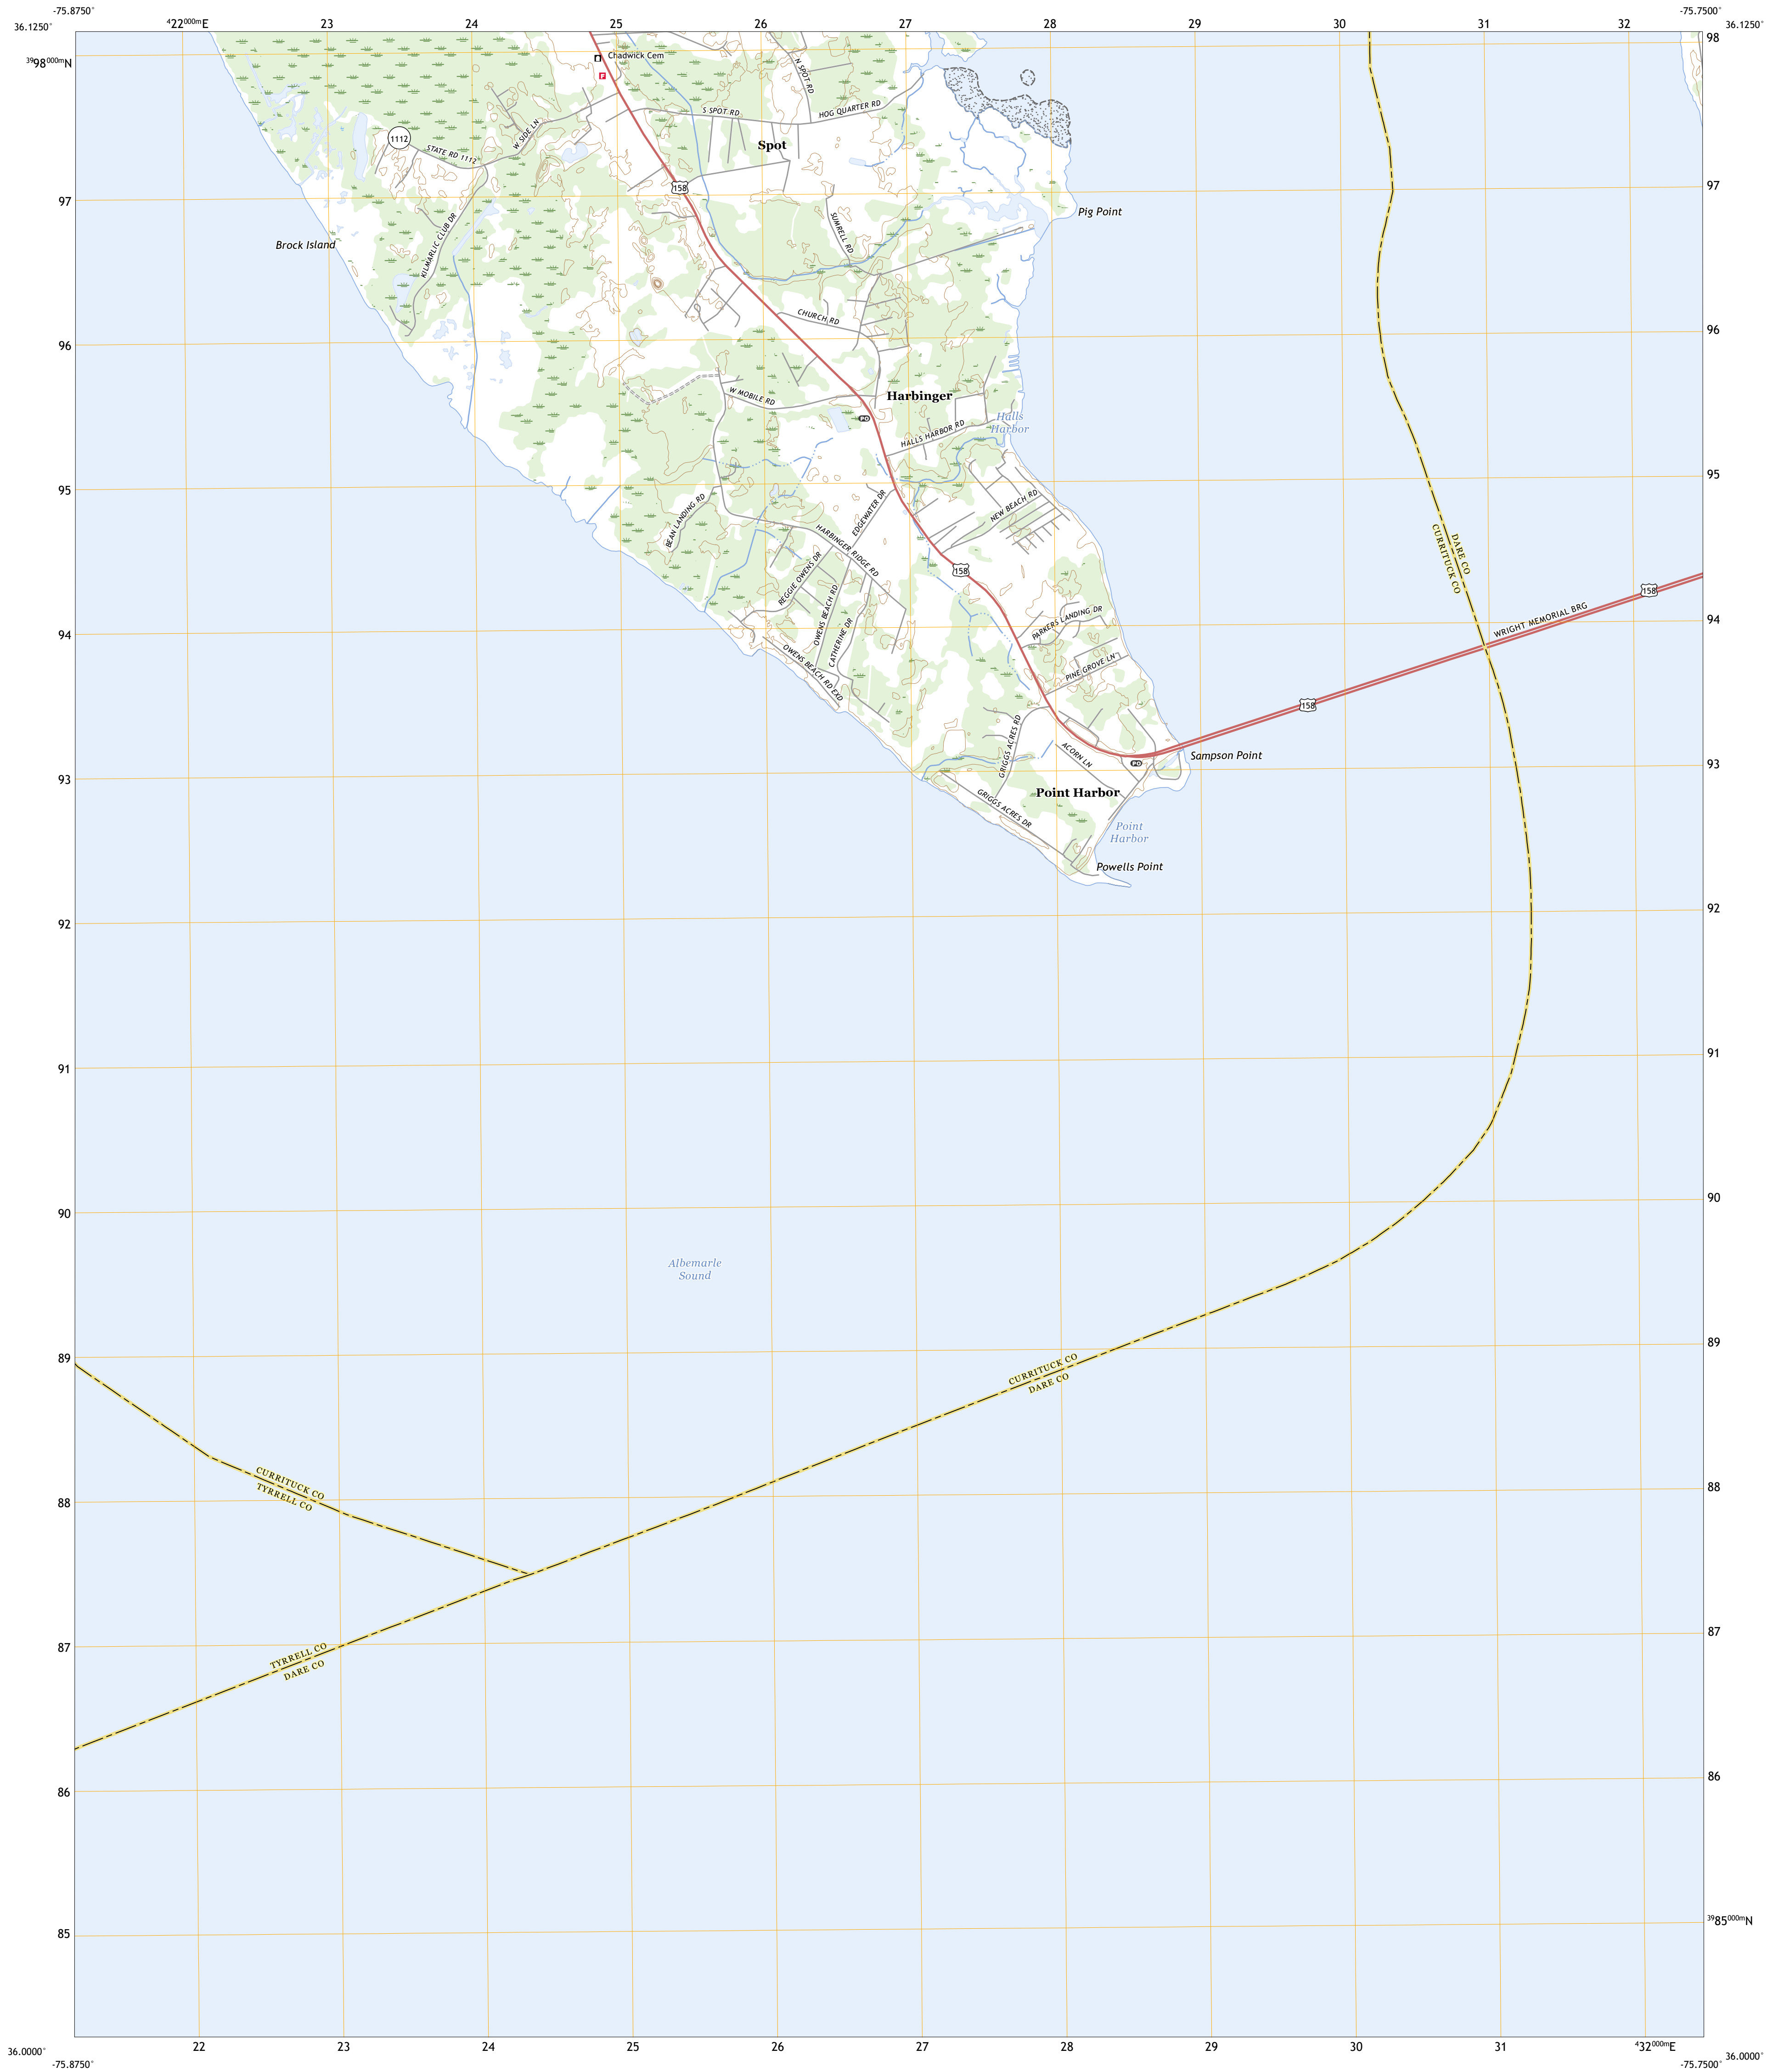 -75.8750°
36.1250°
422000mE
23
24
25
26
27
28
29
30
31
32
-75.7500°
36.1250°
3998000mN
98
Chadwick Cem
F
N SPOT RD
S SPOT RD
HOG QUARTER RD
1112
STATE RD 1112
W SIDE LN
Spot
158
97
97
Pig Point
Brock Island
KILMARLIC CLUB DR
SUMRELL RD
CHURCH RD
96
96
W MOBILE RD
Harbinger
PO
Halls
Harbor
HALLS HARBOR RD
95
95
BEAN LANDING RD
EDGEWATER DR
NEW BEACH RD
HARBINGER RIDGE RD
DARE CO
CURRITUCK CO
158
REGGIE OWENS DR
OWENS BEACH RD
CATHERINE DR
158
WRIGHT MEMORIAL BRG
PARKERS LANDING DR
94
94
OWENS BEACH RD EXD
PINE GROVE LN
158
GRIGGS ACRES RD
ACORN LN
Sampson Point
PO
93
93
Point Harbor
GRIGGS ACRES DR
Point
Harbor
Powells Point
92
92
91
91
90
90
Albemarle
Sound
89
89
CURRITUCK CO
DARE CO
CURRITUCK CO
TYRRELL CO
88
88
87
87
TYRRELL CO
DARE CO
86
86
85
3985000mN
36.0000°
-75.8750°
22
23
24
25
26
27
28
29
30
31
432000mE
36.0000°
-75.7500°